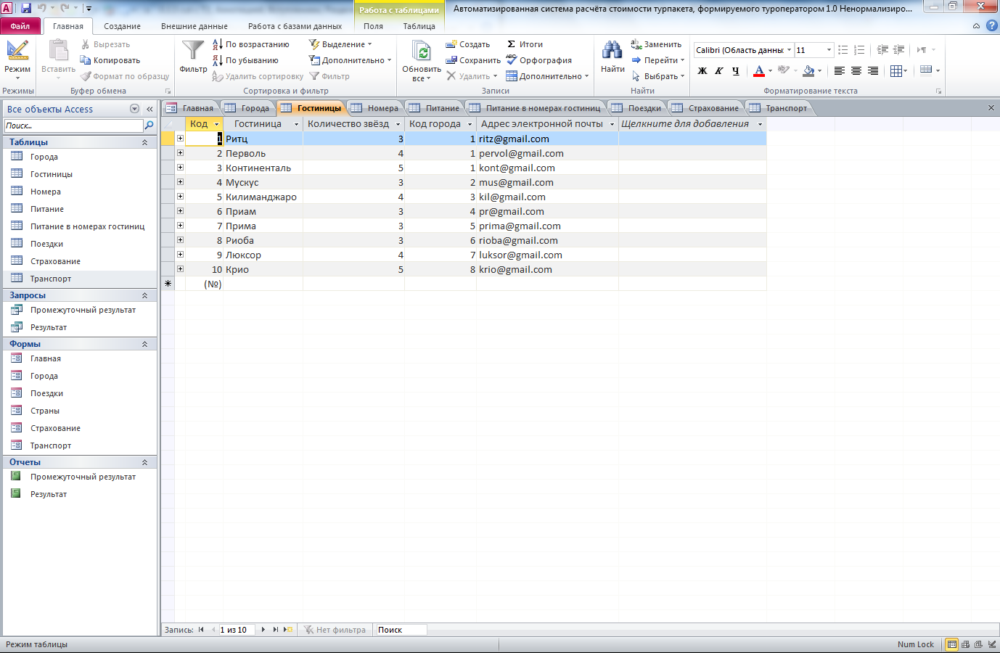 Работа с таблицами
Автоматизированная система расчёта стоимости турпакета, формируемого туроператором 1.0 Ненормализиро...
Файл Главная Создание Внешние данные Работа с базами данных Поля Таблица
Режим
Режимы
Вставить
Вырезать
Копировать
Формат по образцу
Буфер обмена
Фильтр
По возрастанию
По убыванию
Удалить сортировку
Выделение
Дополнительно
Фильтр
Сортировка и фильтр
Обновить
все
Создать
Сохранить
Удалить
Итоги
Орфография
Дополнительно
Записи
Найти
Заменить
Перейти
Выбрать
Найти
Calibri (Область данны: 11
Ж К Ч
Форматирование текста
Все объекты Access
Поиск...
Таблицы
Города
Гостиницы
Номера
Питание
Питание в номерах гостиниц
Поездки
Страхование
Транспорт
Запросы
Промежуточный результат
Результат
Формы
Главная
Города
Поездки
Страны
Страхование
Транспорт
Отчеты
Промежуточный результат
Результат
Главная Города Гостиницы Номера Питание Питание в номерах гостиниц Поездки Страхование Транспорт
Код Гостиница Количество звёзд Код города Адрес электронной почты Щелкните для добавления
1 Ритц 3 1 ritz@gmail.com
2 Перволь 4 1 pervol@gmail.com
3 Континенталь 5 1 kont@gmail.com
4 Мускус 3 2 mus@gmail.com
5 Килиманджаро 4 3 kil@gmail.com
6 Приам 3 4 pr@gmail.com
7 Прима 3 5 prima@gmail.com
8 Риоба 3 6 rioba@gmail.com
9 Люксор 4 7 luksor@gmail.com
10 Крио 5 8 krio@gmail.com
(№)
Запись: 1 из 10 Нет фильтра Поиск
Режим таблицы Num Lock